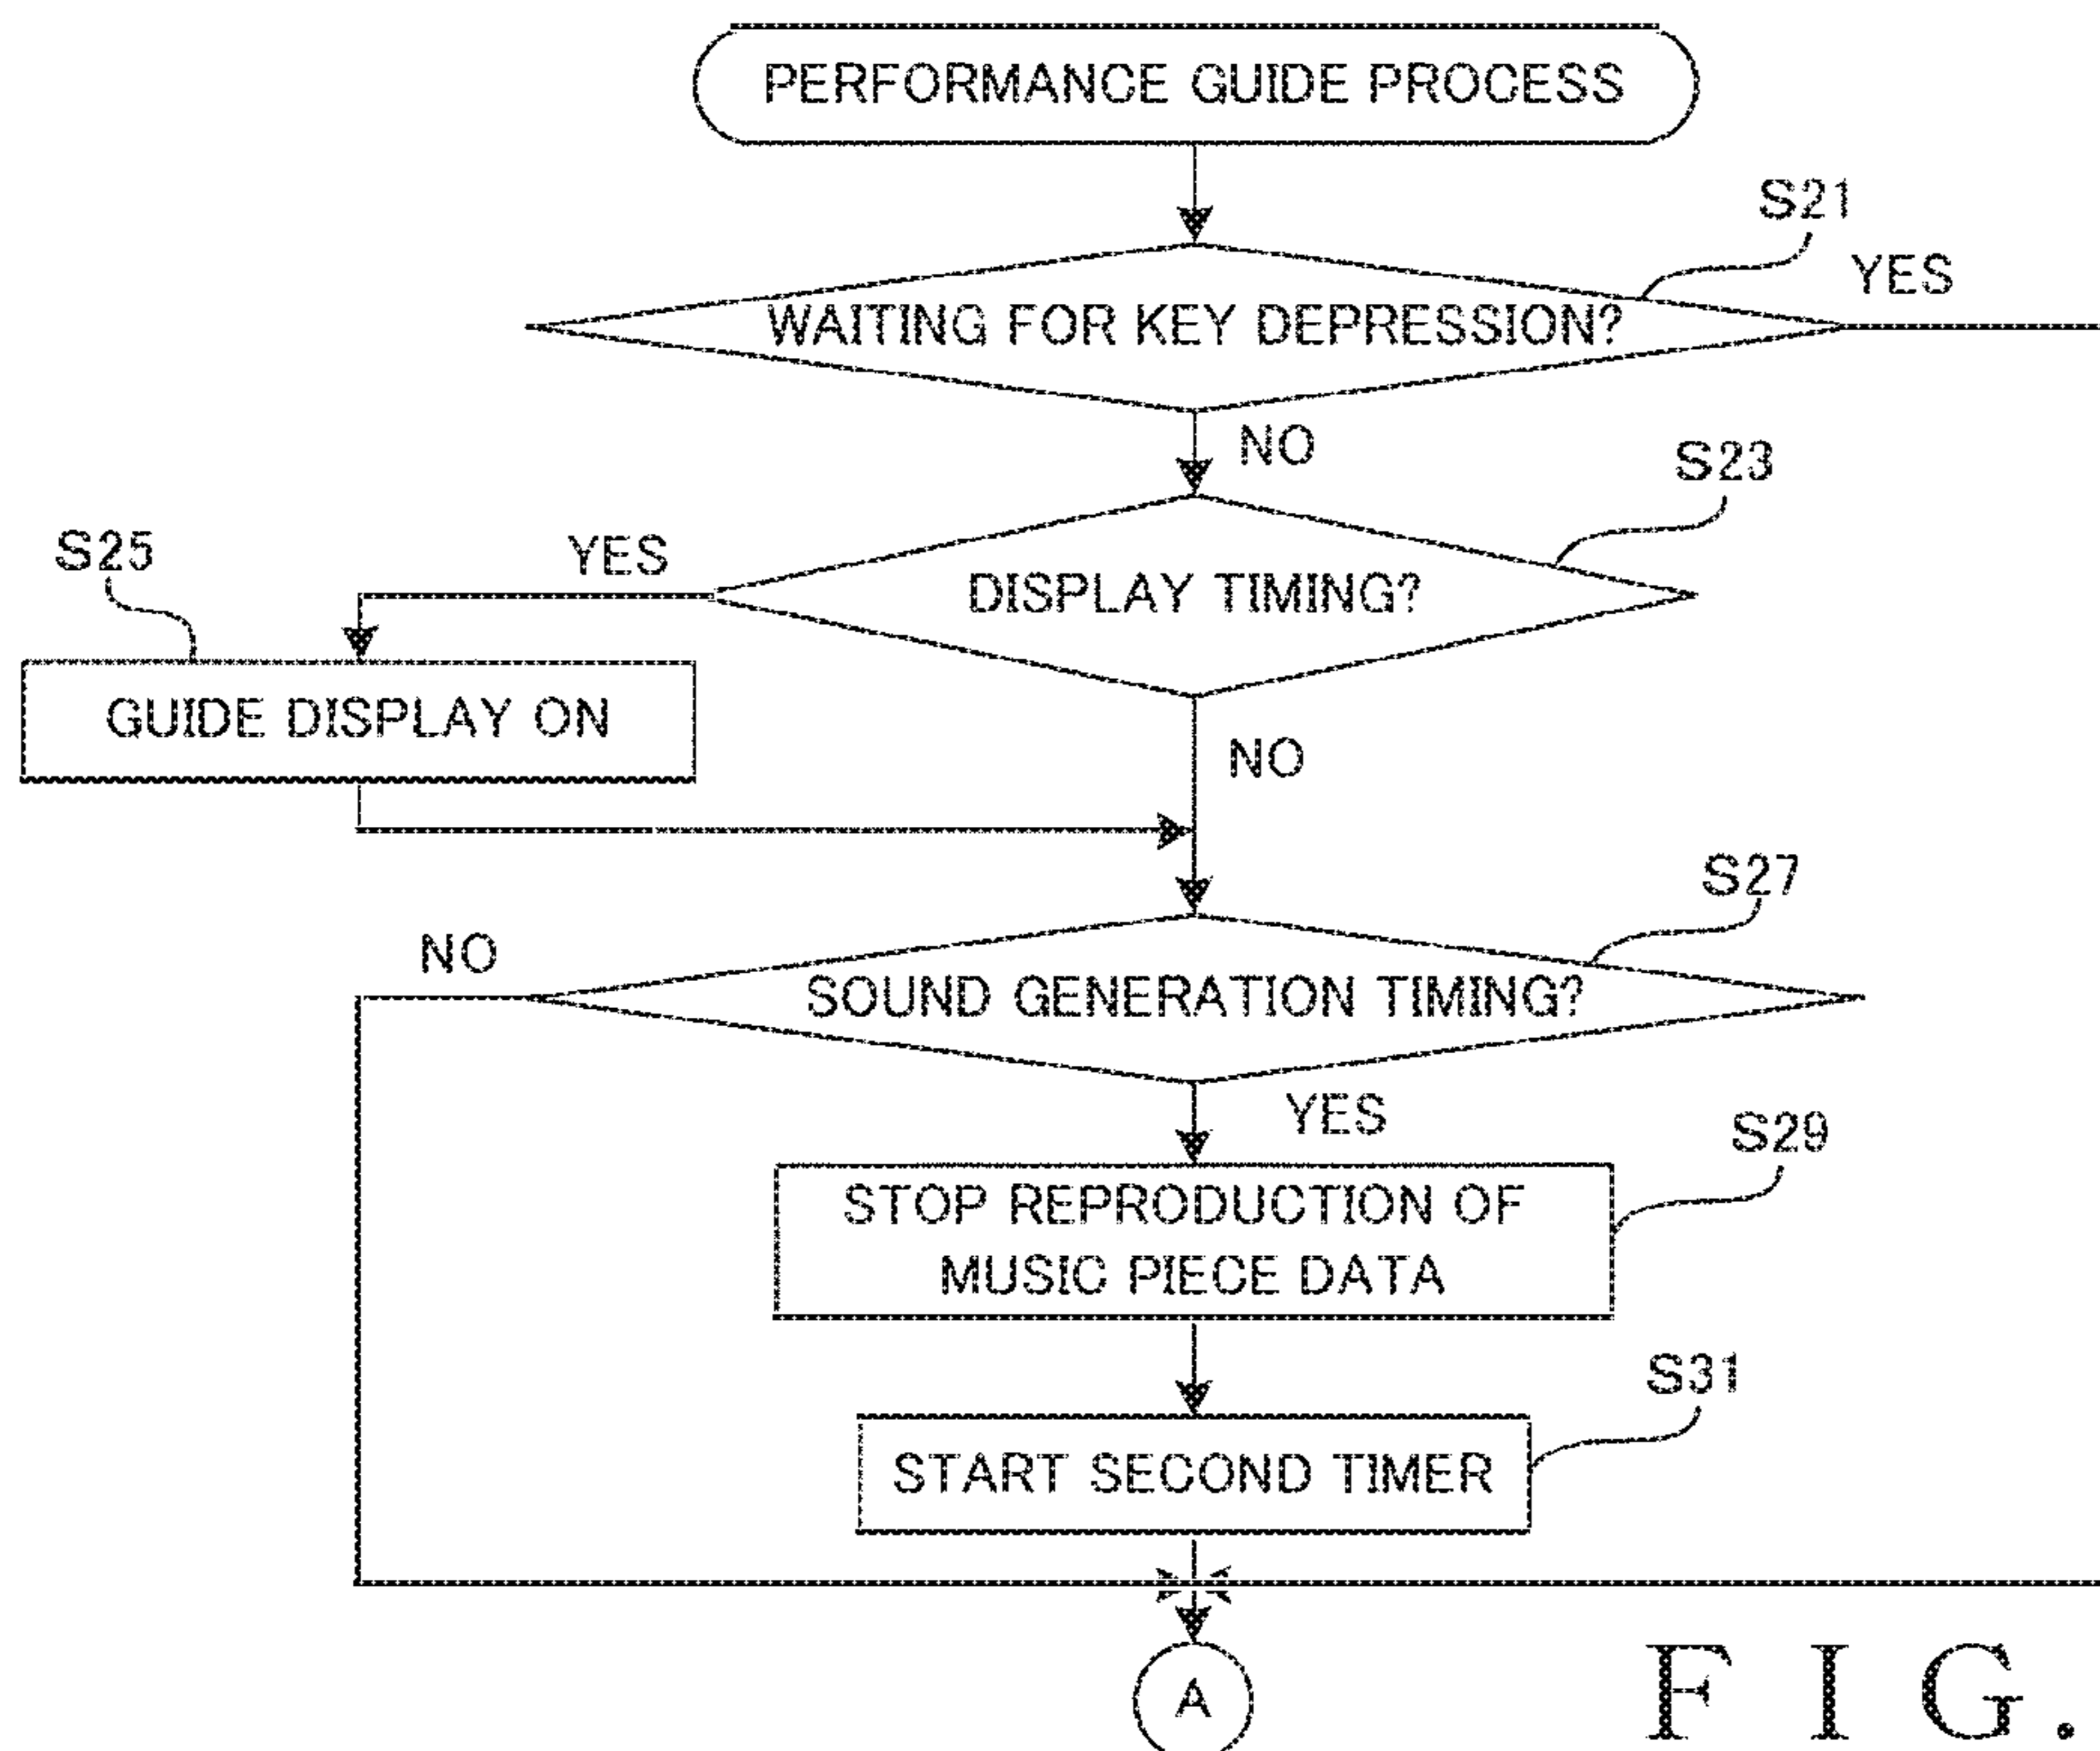 PERFORMANCE GUIDE PROCESS
S21
YES
WAITING FOR KEY DEPRESSION?
NO
S23
S25
YES
DISPLAY TIMING?
GUIDE DISPLAY ON
NO
S27
NO
SOUND GENERATION TIMING?
YES
S29
STOP REPRODUCTION OF
MUSIC PIECE DATA
S31
START SECOND TIMER
A
FIG.